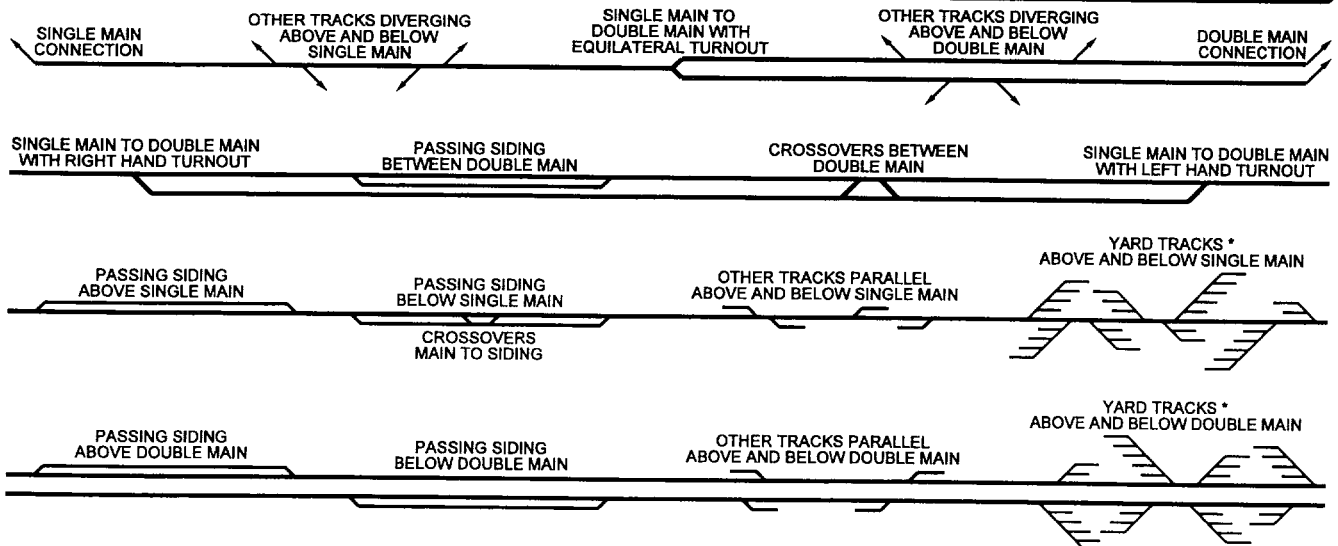 SINGLE MAIN
CONNECTION
OTHER TRACKS DIVERGING
ABOVE AND BELOW
SINGLE MAIN
SINGLE MAIN TO
DOUBLE MAIN WITH
EQUILATERAL TURNOUT
OTHER TRACKS DIVERGING
ABOVE AND BELOW
DOUBLE MAIN
DOUBLE MAIN
CONNECTION
SINGLE MAIN TO DOUBLE MAIN
WITH RIGHT HAND TURNOUT
PASSING SIDING
BETWEEN DOUBLE MAIN
CROSSOVERS BETWEEN
DOUBLE MAIN
SINGLE MAIN TO DOUBLE MAIN
WITH LEFT HAND TURNOUT
PASSING SIDING
ABOVE SINGLE MAIN
PASSING SIDING
BELOW SINGLE MAIN
CROSSOVERS
MAIN TO SIDING
OTHER TRACKS PARALLEL
ABOVE AND BELOW SINGLE MAIN
YARD TRACKS *
ABOVE AND BELOW SINGLE MAIN
PASSING SIDING
ABOVE DOUBLE MAIN
PASSING SIDING
BELOW DOUBLE MAIN
OTHER TRACKS PARALLEL
ABOVE AND BELOW DOUBLE MAIN
YARD TRACKS *
ABOVE AND BELOW DOUBLE MAIN